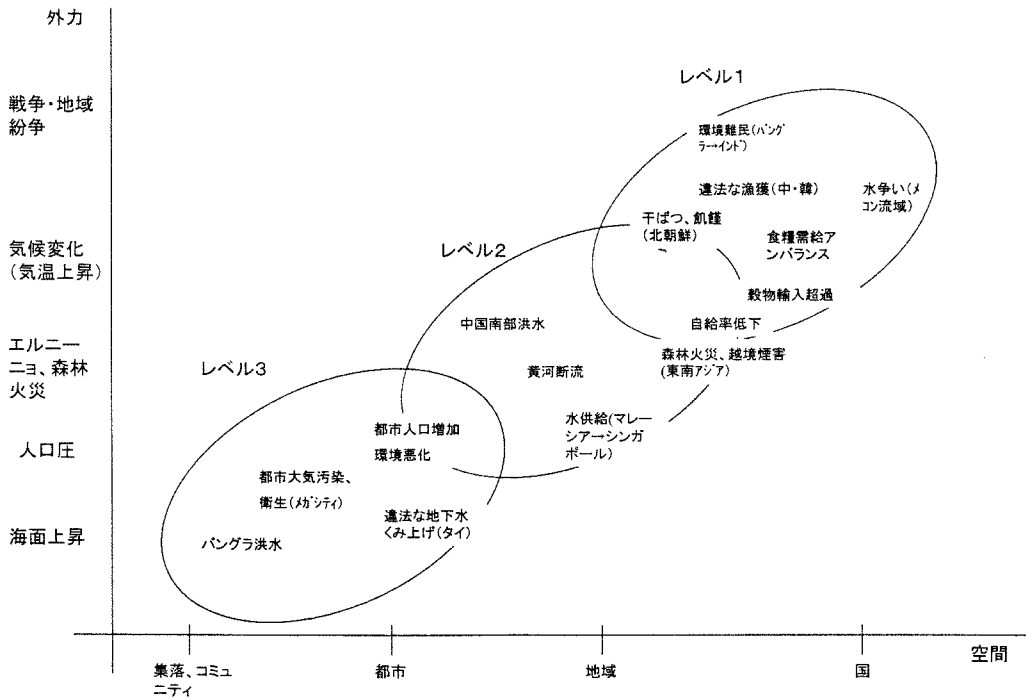 外力
レベル1
戦争・地域
紛争
環境難民(バング
ラ→インド)
違法な漁獲(中・韓)
水争い(メ
コン流域)
干ばつ、飢饉
(北朝鮮)
食糧需給ア
ンバランス
気候変化
(気温上昇)
レベル2
穀物輸入超過
中国南部洪水
自給率低下
エルニー
ニョ、森林
火災
森林火災、越境煙害
(東南アジア)
レベル3
黄河断流
人口圧
都市人口増加
環境悪化
水供給(マレー
シア→シンガ
ポール)
都市大気汚染、
衛生(メガシティ)
違法な地下水
くみ上げ(タイ)
海面上昇
バングラ洪水
空間
集落、コミュ
ニティ
都市
地域
国